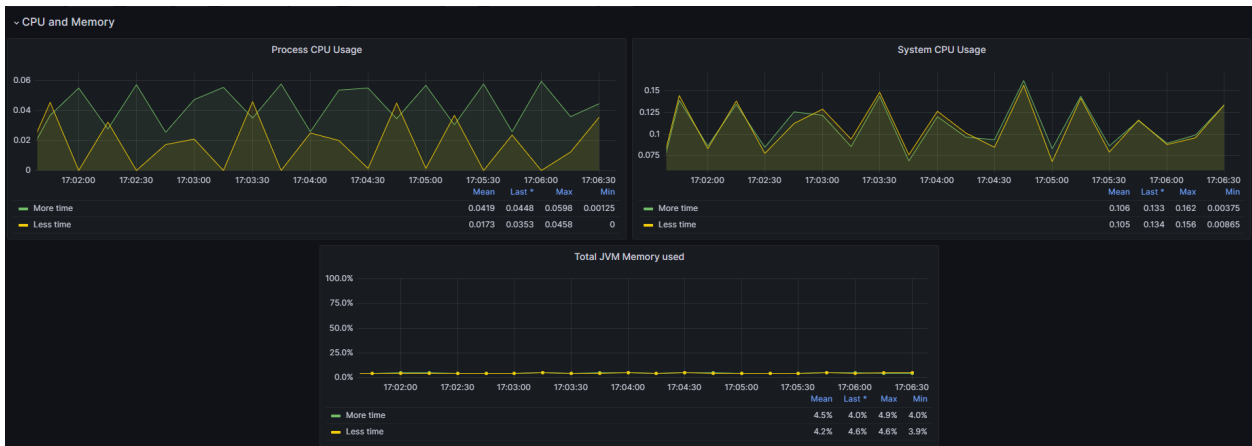 CPU and Memory
Process CPU Usage
0.06
0.04
0.02
0
17:02:00 17:02:30 17:03:00 17:03:30 17:04:00 17:04:30 17:05:00 17:05:30 17:06:00 17:06:30
Mean Last * Max Min
More time 0.0419 0.0448 0.0598 0.00125
Less time 0.0173 0.0353 0.0458 0
System CPU Usage
0.15
0.125
0.1
0.075
17:02:00 17:02:30 17:03:00 17:03:30 17:04:00 17:04:30 17:05:00 17:05:30 17:06:00 17:06:30
Mean Last * Max Min
More time 0.106 0.133 0.162 0.00375
Less time 0.105 0.134 0.156 0.00865
Total JVM Memory used
100.0%
75.0%
50.0%
25.0%
0.0%
17:02:00 17:02:30 17:03:00 17:03:30 17:04:00 17:04:30 17:05:00 17:05:30 17:06:00 17:06:30
Mean Last * Max Min
More time 4.5% 4.0% 4.9% 4.0%
Less time 4.2% 4.6% 4.6% 3.9%